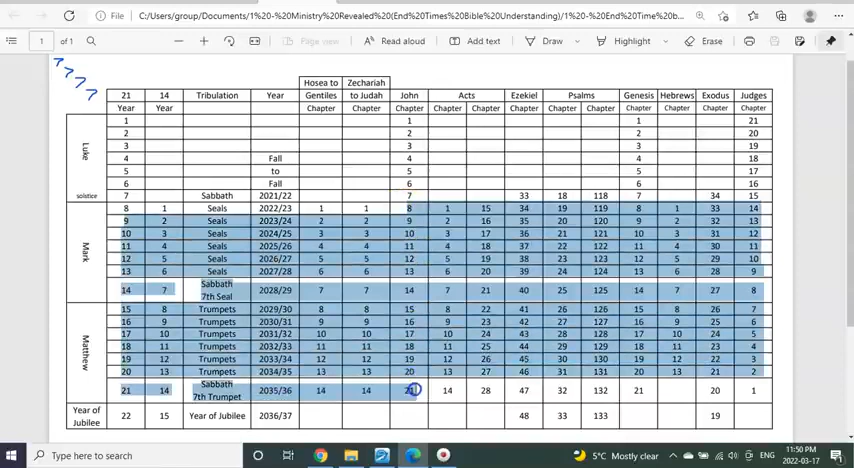 File C:/Users/group/Documents/1%20-%20Ministry%20Revealed%20(End%20Times%20Bible%20Understanding)/1%20-%20End%20Time%20b...
1 of 1 Page view Read aloud Add text Draw Highlight Erase
Hosea to Zechariah
21 14 Tribulation Year Gentiles to Judah John Acts Ezekiel Psalms Genesis Hebrews Exodus Judges
Year Year Chapter Chapter Chapter Chapter Chapter Chapter Chapter Chapter Chapter Chapter Chapter Chapter Chapter
Luke
1 1 1 21
2 2 2 20
3 3 3 19
4 Fall 4 4 18
5 to 5 5 17
6 Fall 6 6 16
solstice 7 Sabbath 2021/22 7 33 18 118 7 34 15
Mark
8 1 Seals 2022/23 1 1 8 1 15 34 19 119 8 1 33 14
9 2 Seals 2023/24 2 2 9 2 16 35 20 120 9 2 32 13
10 3 Seals 2024/25 3 3 10 3 17 36 21 121 10 3 31 12
11 4 Seals 2025/26 4 4 11 4 18 37 22 122 11 4 30 11
12 5 Seals 2026/27 5 5 12 5 19 38 23 123 12 5 29 10
13 6 Seals 2027/28 6 6 13 6 20 39 24 124 13 6 28 9
14 7 Sabbath 7th Seal 2028/29 7 7 14 7 21 40 25 125 14 7 27 8
Matthew
15 8 Trumpets 2029/30 8 8 15 8 22 41 26 126 15 8 26 7
16 9 Trumpets 2030/31 9 9 16 9 23 42 27 127 16 9 25 6
17 10 Trumpets 2031/32 10 10 17 10 24 43 28 128 17 10 24 5
18 11 Trumpets 2032/33 11 11 18 11 25 44 29 129 18 11 23 4
19 12 Trumpets 2033/34 12 12 19 12 26 45 30 130 19 12 22 3
20 13 Trumpets 2034/35 13 13 20 13 27 46 31 131 20 13 21 2
21 14 Sabbath 7th Trumpet 2035/36 14 14 21 14 28 47 32 132 21 20 1
Year of Jubilee 22 15 Year of Jubilee 2036/37 48 33 133 19
Type here to search 5°C Mostly clear ENG 11:50 PM
2022-03-17